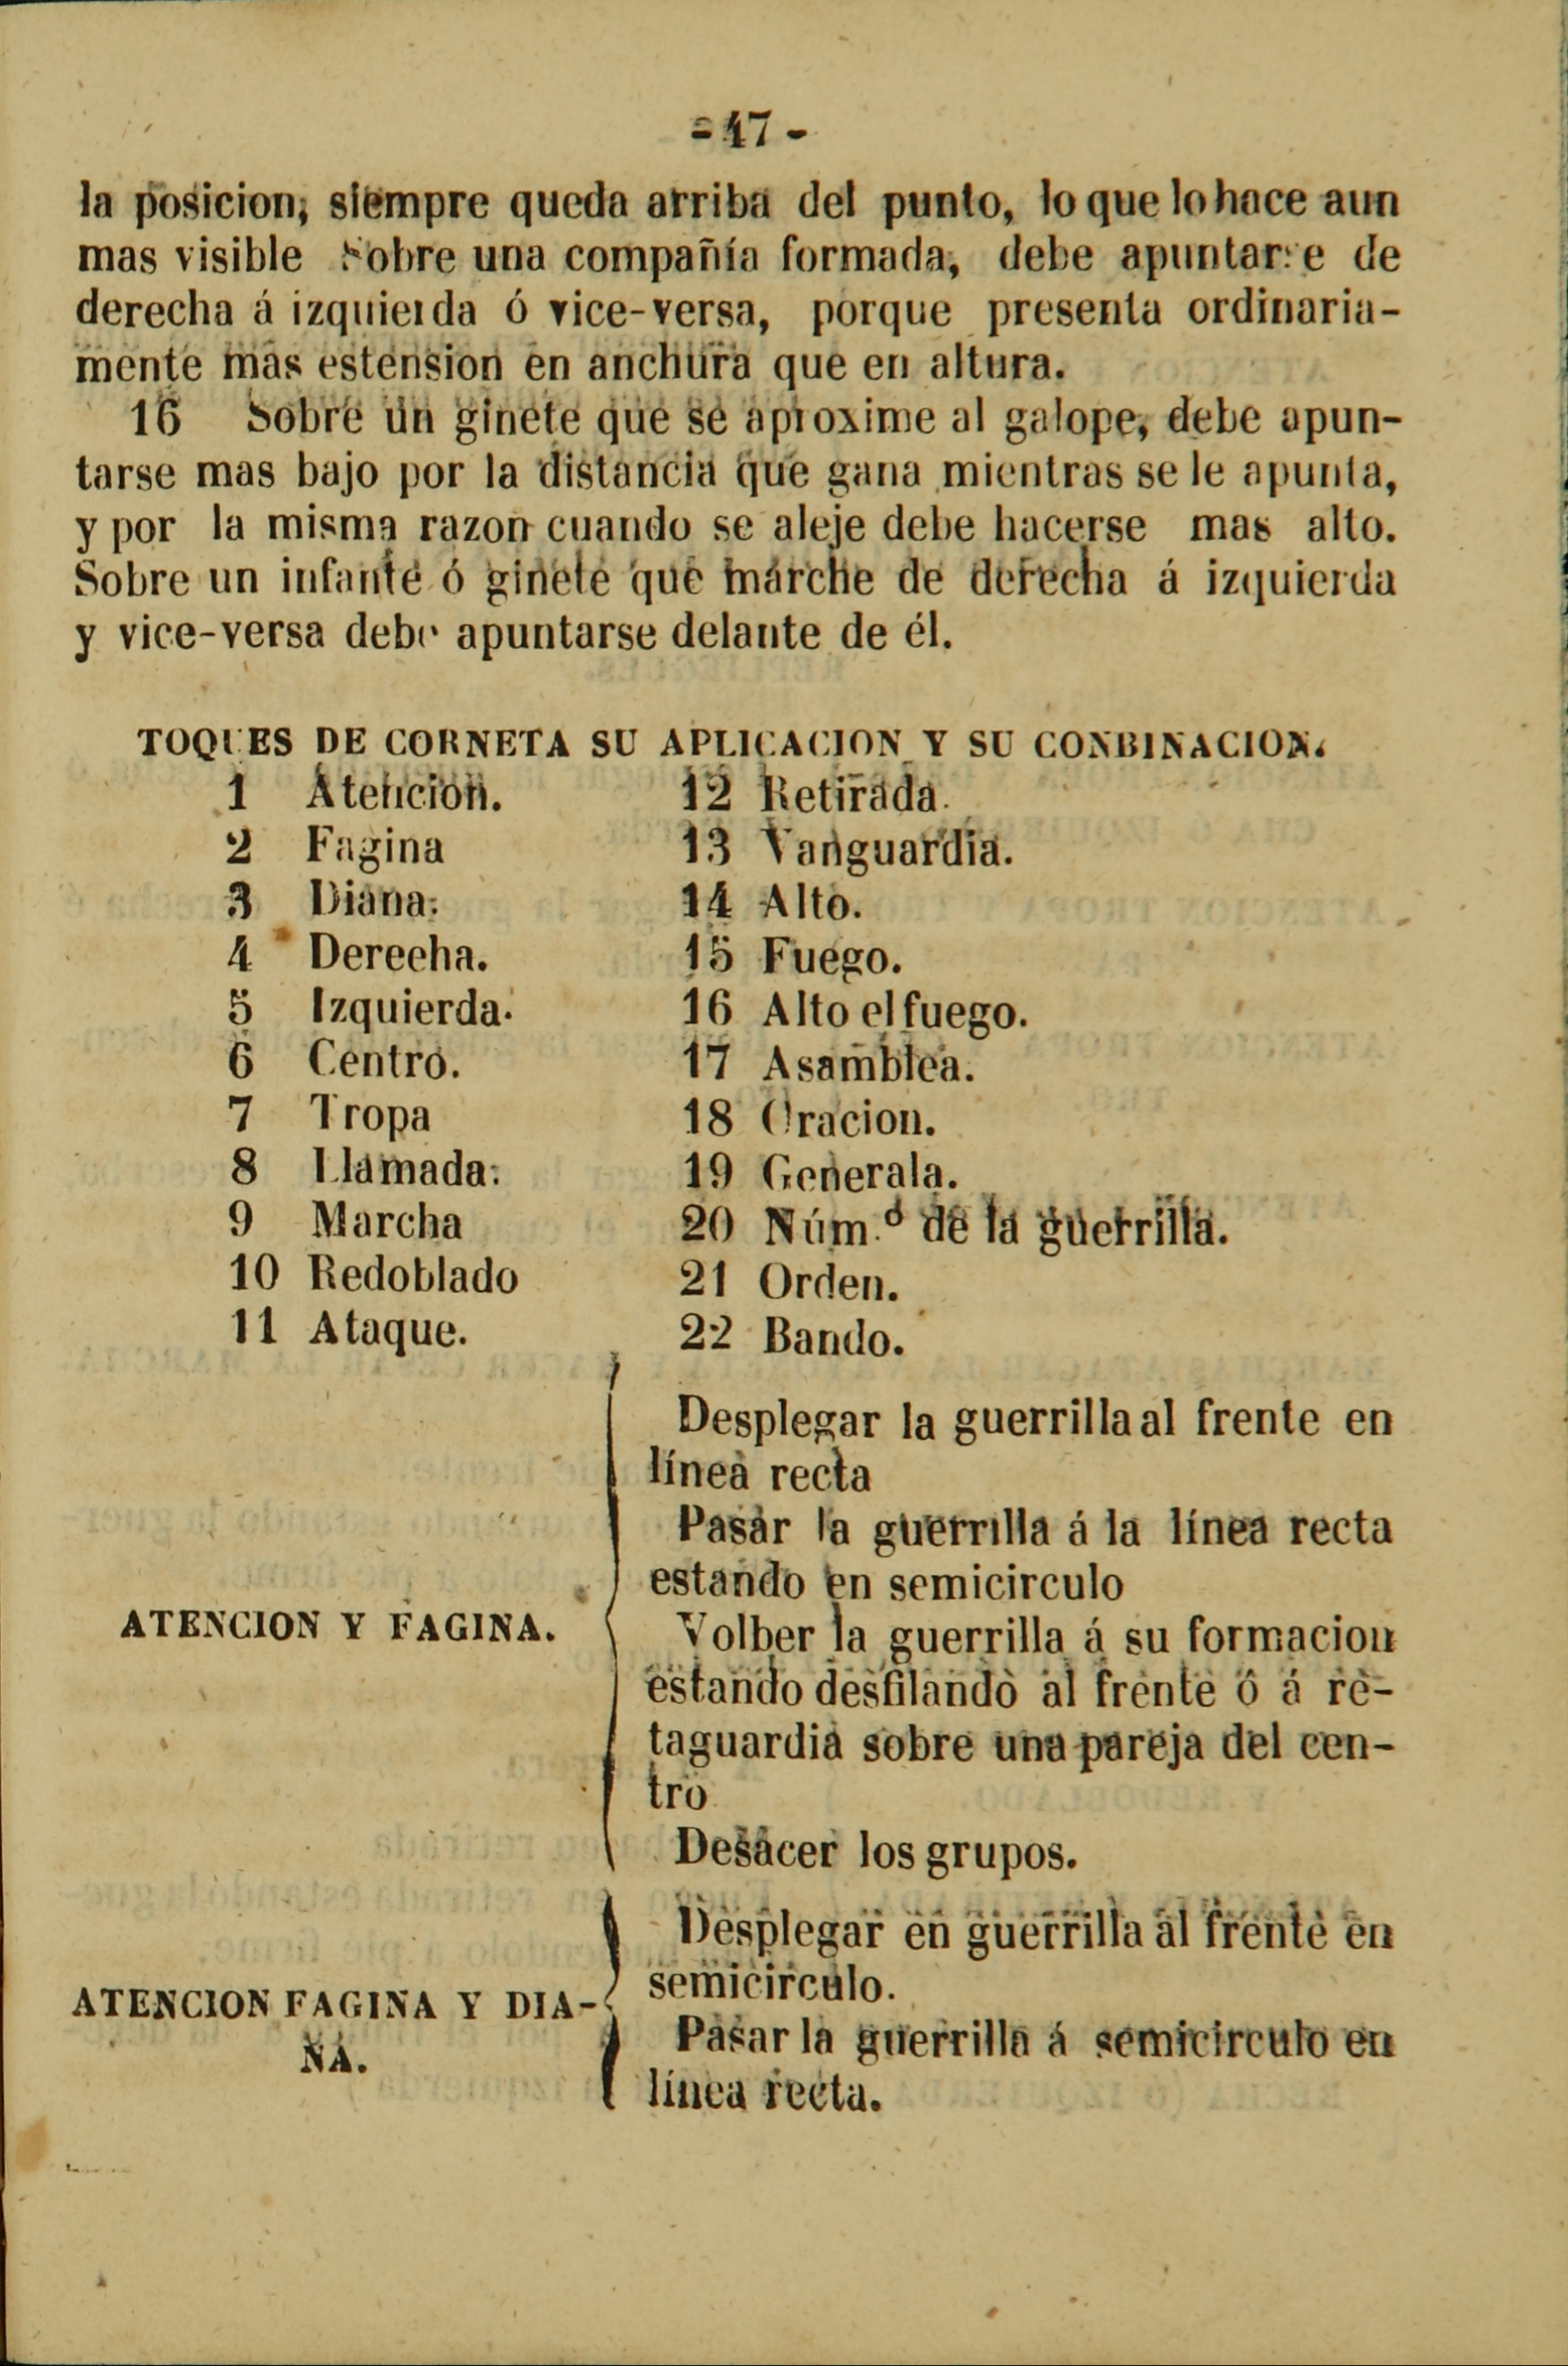 - 17 -
la posicion, siempre queda arriba del punto, lo que lo hace aun
mas visible Sobre una compañía formada, debe apuntarse de
derecha á izquierda ó vice-versa, porque presenta ordinaria-
mente mas estension en anchura que en altura.
16 Sobre un ginete que se aproxime al galope, debe apun-
tarse mas bajo por la distancia que gana mientras se le apunta,
y por la misma razon cuando se aleje debe hacerse mas alto.
Sobre un infante ó ginete que marche de derecha á izquierda
y vice-versa debe apuntarse delante de él.
TOQUES DE CORNETA SU APLICACION Y SU CONBINACION.
1 Atencion.
2 Fagina
3 Diana.
4 Dereeha.
5 Izquierda.
6 Centro.
7 Tropa
8 Llamada.
9 Marcha
10 Redoblado
11 Ataque.
12 Retirada.
13 Vanguardia.
14 Alto.
15 Fuego.
16 Alto el fuego.
17 Asamblea.
18 Oracion.
19 Generala.
20 Núm.º de la guerrilla.
21 Orden.
22 Bando.
ATENCION Y FAGINA.
Desplegar la guerrilla al frente en
línea recta
Pasar la guerrilla á la línea recta
estando en semicirculo
Volber la guerrilla á su formacion
estando desfilando al frente ó á re-
taguardia sobre una pareja del cen-
tro
Desacer los grupos.
ATENCION FAGINA Y DIA-
NA.
Desplegar en guerrilla al frente en
semicirculo.
Pasar la guerrilla á semicirculo en
línea recta.